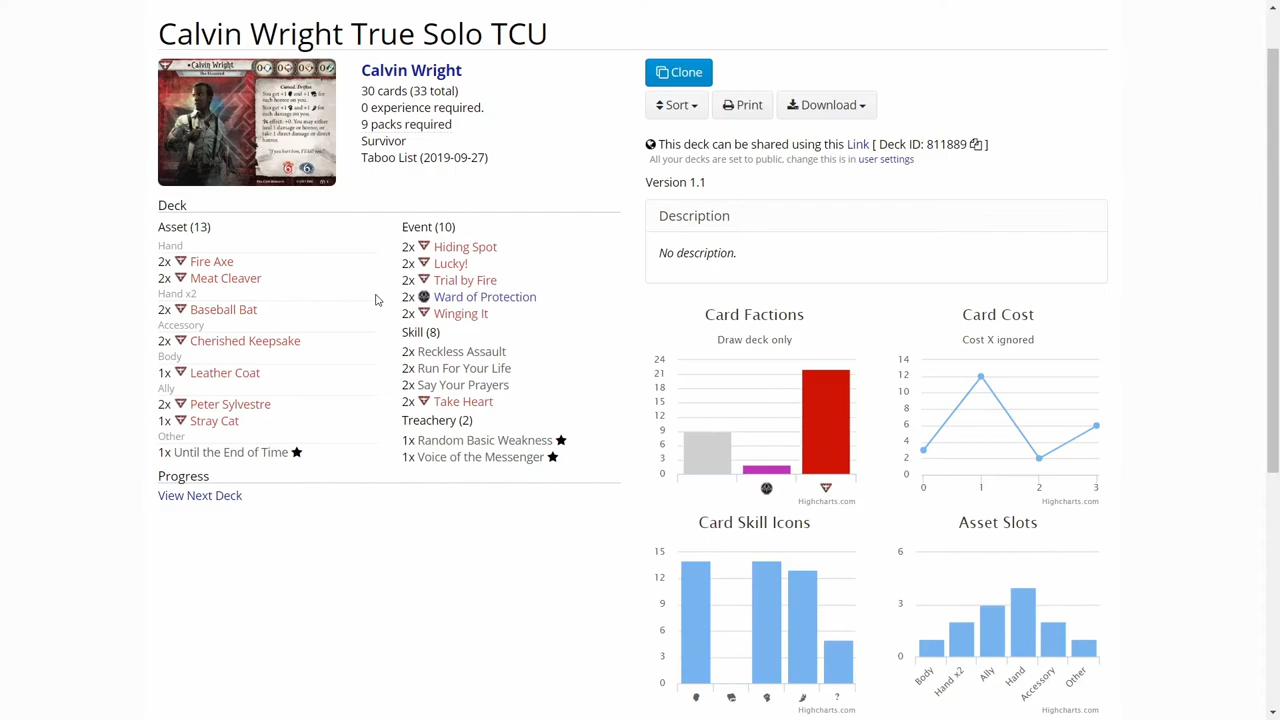 Calvin Wright True Solo TCU
Calvin Wright
The Haunted
Calvin Wright
30 cards (33 total)
0 experience required.
9 packs required
Survivor
Taboo List (2019-09-27)
Clone
Sort
Print
Download
This deck can be shared using this Link [ Deck ID: 811889 ]
All your decks are set to public, change this is in user settings
Version 1.1
Description
No description.
Deck
Asset (13)
Hand
2x Fire Axe
2x Meat Cleaver
Hand x2
2x Baseball Bat
Accessory
2x Cherished Keepsake
Body
1x Leather Coat
Ally
2x Peter Sylvestre
1x Stray Cat
Other
1x Until the End of Time
Event (10)
2x Hiding Spot
2x Lucky!
2x Trial by Fire
2x Ward of Protection
2x Winging It
Skill (8)
2x Reckless Assault
2x Run For Your Life
2x Say Your Prayers
2x Take Heart
Treachery (2)
1x Random Basic Weakness
1x Voice of the Messenger
Progress
View Next Deck
Card Factions
Draw deck only
24
21
18
15
12
9
6
3
0
Highcharts.com
Card Cost
Cost X ignored
14
12
10
8
6
4
2
0
0 1 2 3
Highcharts.com
Card Skill Icons
15
12
9
6
3
0
?
Highcharts.com
Asset Slots
6
3
0
Body
Hand x2
Ally
Hand
Accessory
Other
Highcharts.com